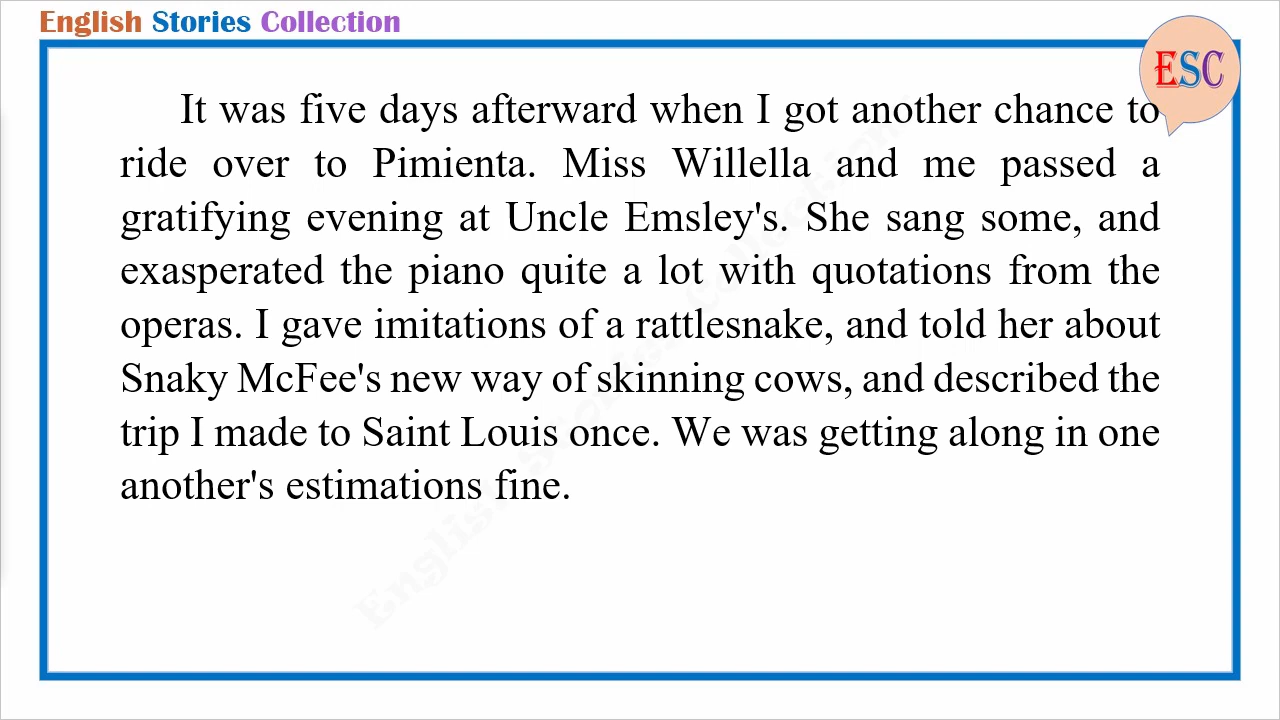 English Stories Collection
ESC
It was five days afterward when I got another chance to
ride over to Pimienta. Miss Willella and me passed a
gratifying evening at Uncle Emsley's. She sang some, and
exasperated the piano quite a lot with quotations from the
operas. I gave imitations of a rattlesnake, and told her about
Snaky McFee's new way of skinning cows, and described the
trip I made to Saint Louis once. We was getting along in one
another's estimations fine.
English Stories Collection